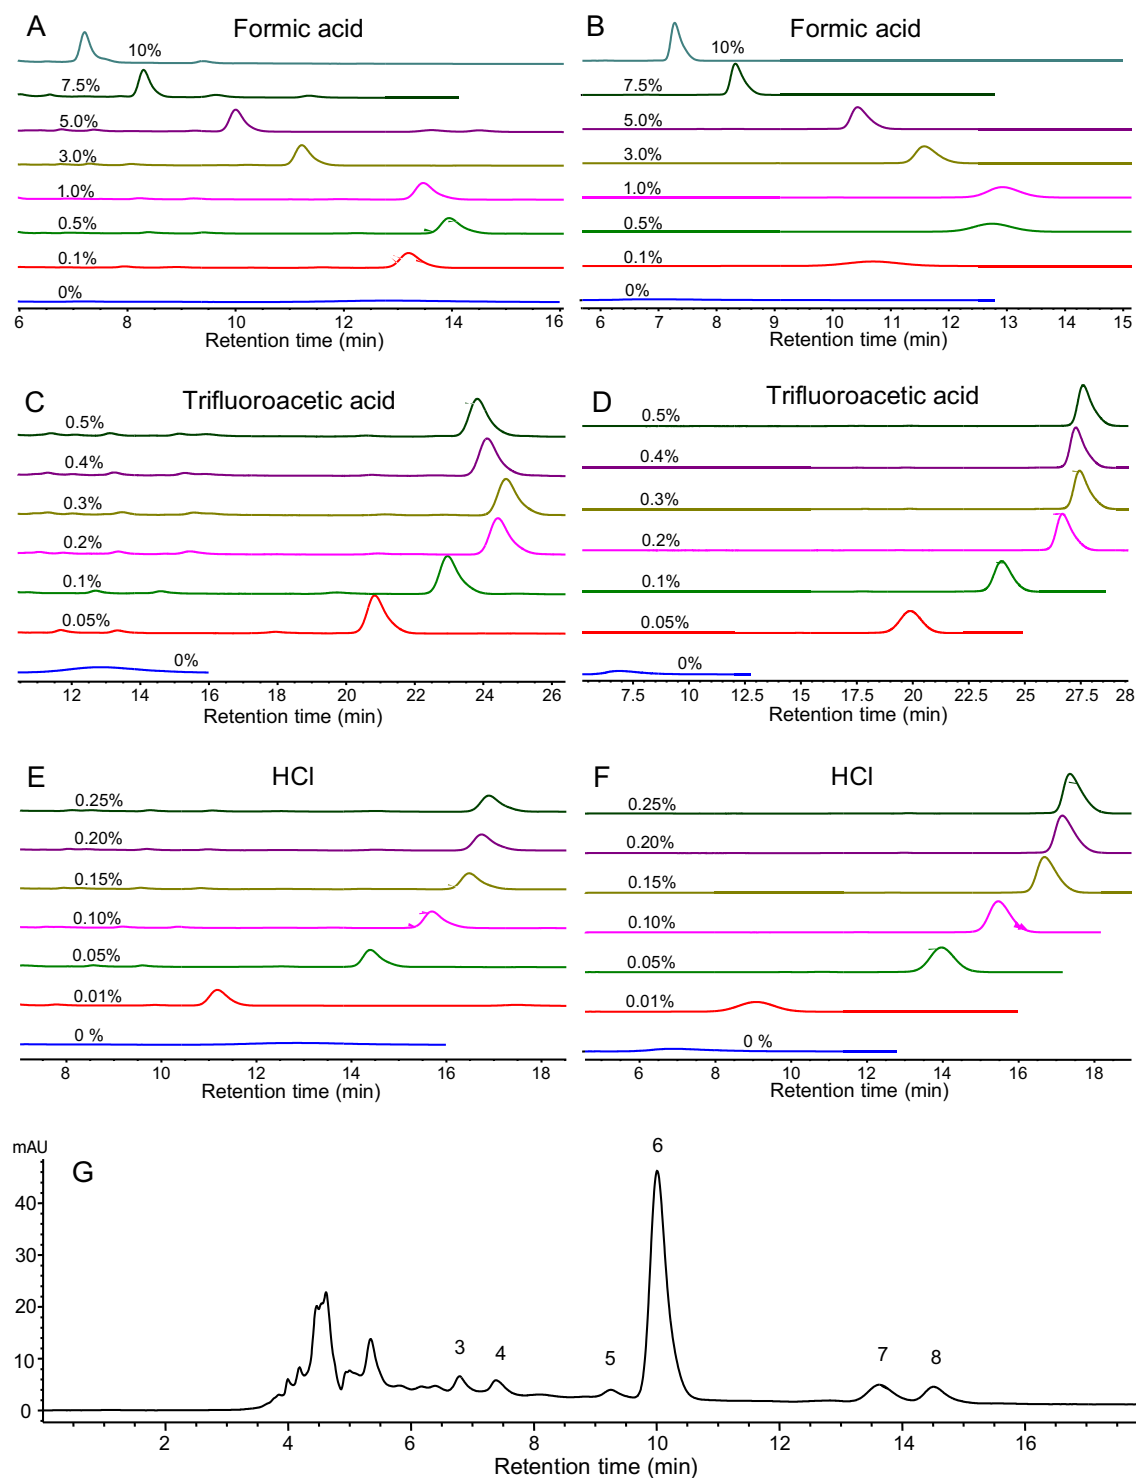 A
Formic acid
10%
7.5%
5.0%
3.0%
1.0%
0.5%
0.1%
0%
6 8 10 12 14 16
Retention time (min)
B
Formic acid
10%
7.5%
5.0%
3.0%
1.0%
0.5%
0.1%
0%
6 7 8 9 10 11 12 13 14 15
Retention time (min)
C
Trifluoroacetic acid
0.5%
0.4%
0.3%
0.2%
0.1%
0.05%
0%
12 14 16 18 20 22 24 26
Retention time (min)
D
Trifluoroacetic acid
0.5%
0.4%
0.3%
0.2%
0.1%
0.05%
0%
7.5 10 12.5 15 17.5 20 22.5 25 27.5 28
Retention time (min)
E
HCl
0.25%
0.20%
0.15%
0.10%
0.05%
0.01%
0 %
8 10 12 14 16 18
Retention time (min)
F
HCl
0.25%
0.20%
0.15%
0.10%
0.05%
0.01%
0 %
6 8 10 12 14 16 18
Retention time (min)
mAU
G
6
40
30
20
10
0
3 4 5 7 8
2 4 6 8 10 12 14 16
Retention time (min)